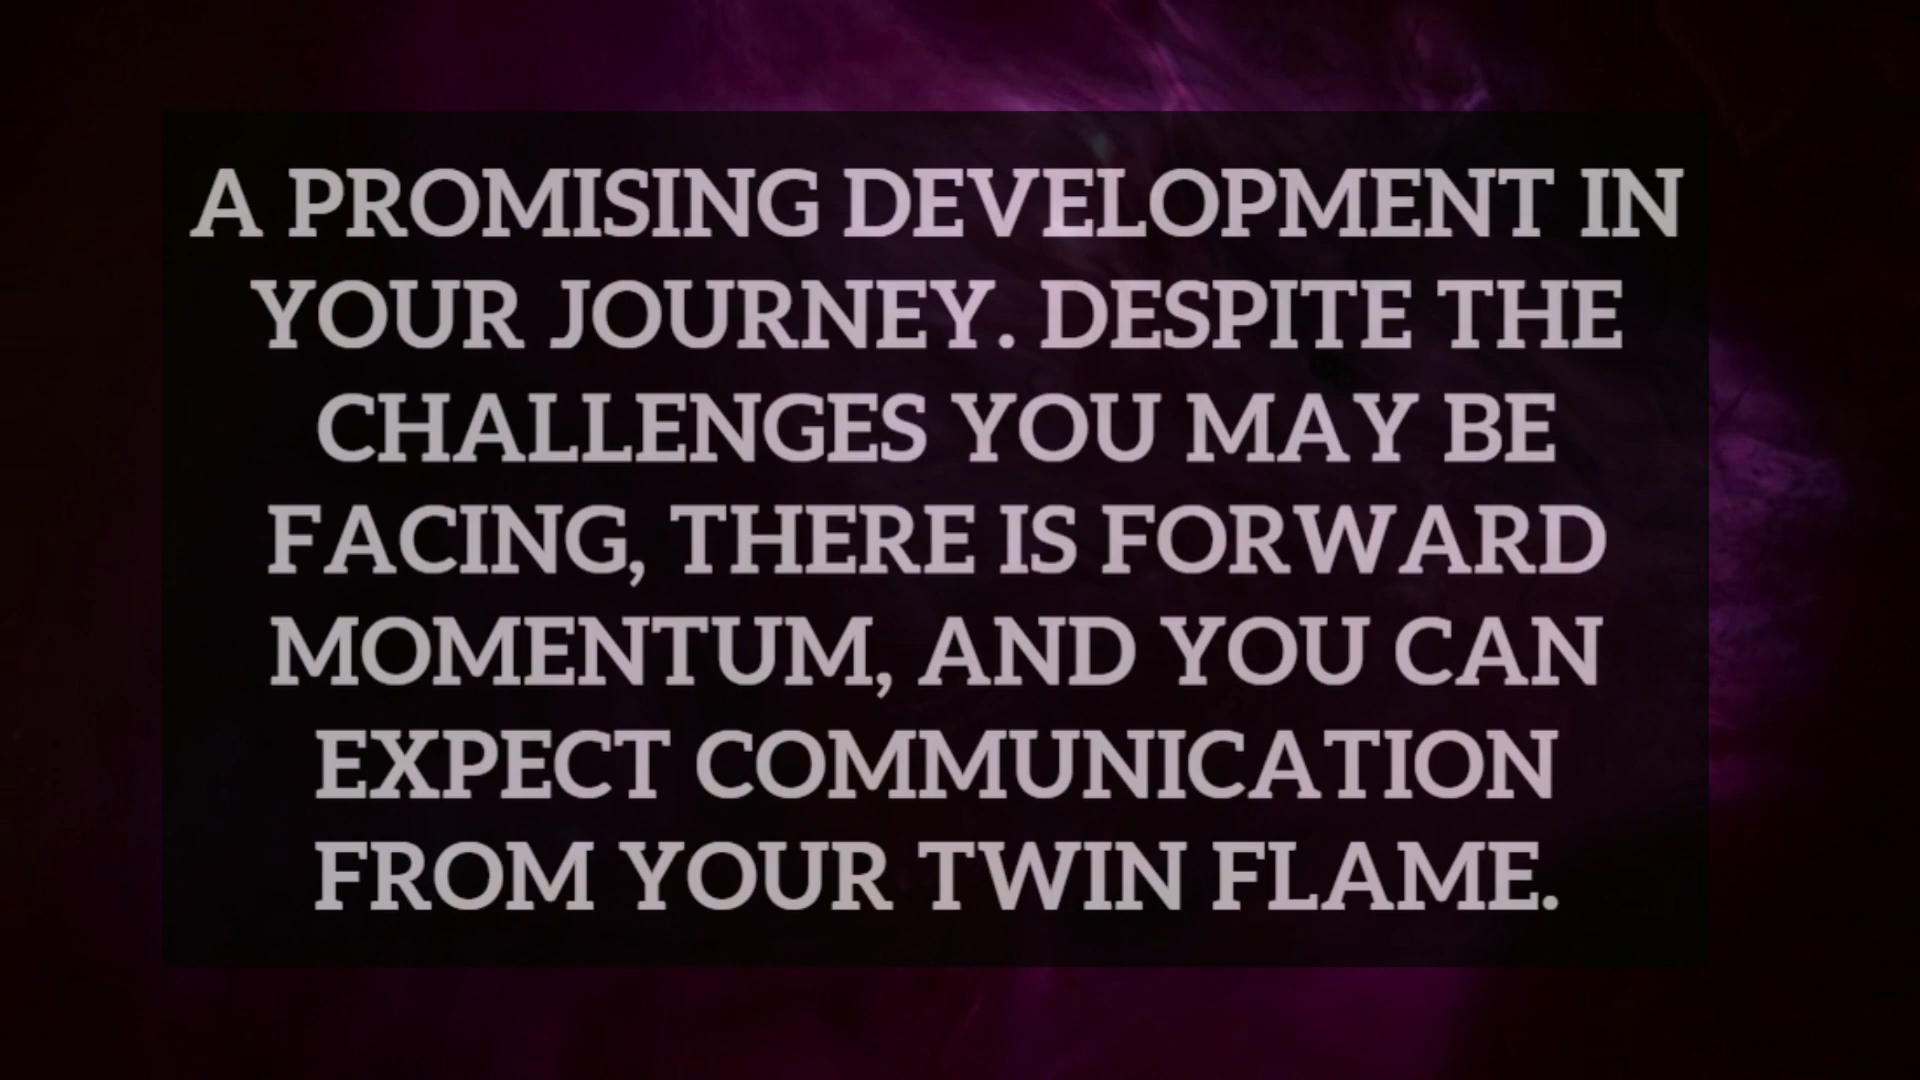 A PROMISING DEVELOPMENT IN
YOUR JOURNEY. DESPITE THE
CHALLENGES YOU MAY BE
FACING, THERE IS FORWARD
MOMENTUM, AND YOU CAN
EXPECT COMMUNICATION
FROM YOUR TWIN FLAME.